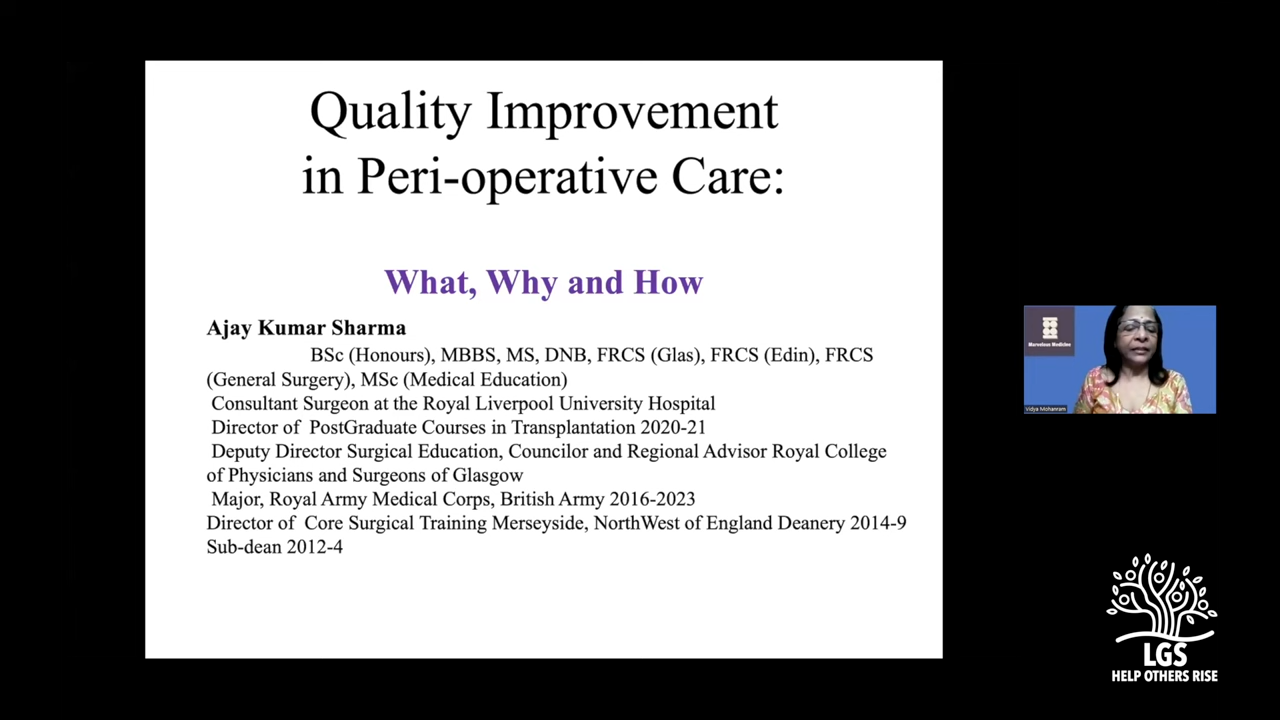 Quality Improvement
in Peri-operative Care:
What, Why and How
Ajay Kumar Sharma
BSc (Honours), MBBS, MS, DNB, FRCS (Glas), FRCS (Edin), FRCS
(General Surgery), MSc (Medical Education)
Consultant Surgeon at the Royal Liverpool University Hospital
Director of PostGraduate Courses in Transplantation 2020-21
Deputy Director Surgical Education, Councilor and Regional Advisor Royal College
of Physicians and Surgeons of Glasgow
Major, Royal Army Medical Corps, British Army 2016-2023
Director of Core Surgical Training Merseyside, NorthWest of England Deanery 2014-9
Sub-dean 2012-4
Marvelous Medicine
Vidya Mohanram
LGS
HELP OTHERS RISE